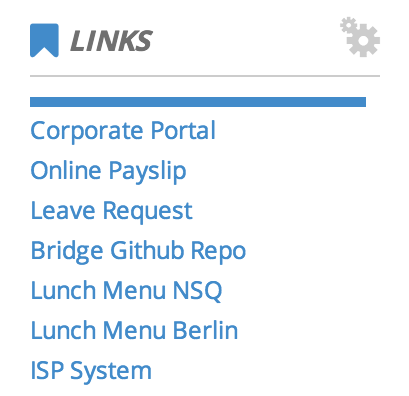 LINKS
Corporate Portal
Online Payslip
Leave Request
Bridge Github Repo
Lunch Menu NSQ
Lunch Menu Berlin
ISP System